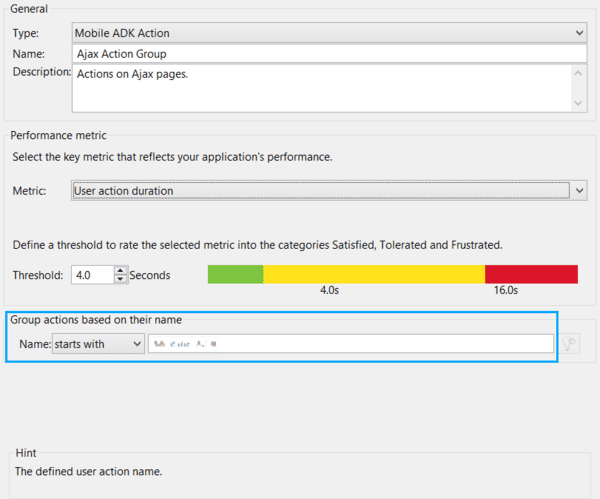 General
Type: Mobile ADK Action
Name: Ajax Action Group
Description: Actions on Ajax pages.
Performance metric
Select the key metric that reflects your application's performance.
Metric: User action duration
Define a threshold to rate the selected metric into the categories Satisfied, Tolerated and Frustrated.
Threshold: 4.0 Seconds
4.0s 16.0s
Group actions based on their name
Name: starts with
Hint
The defined user action name.